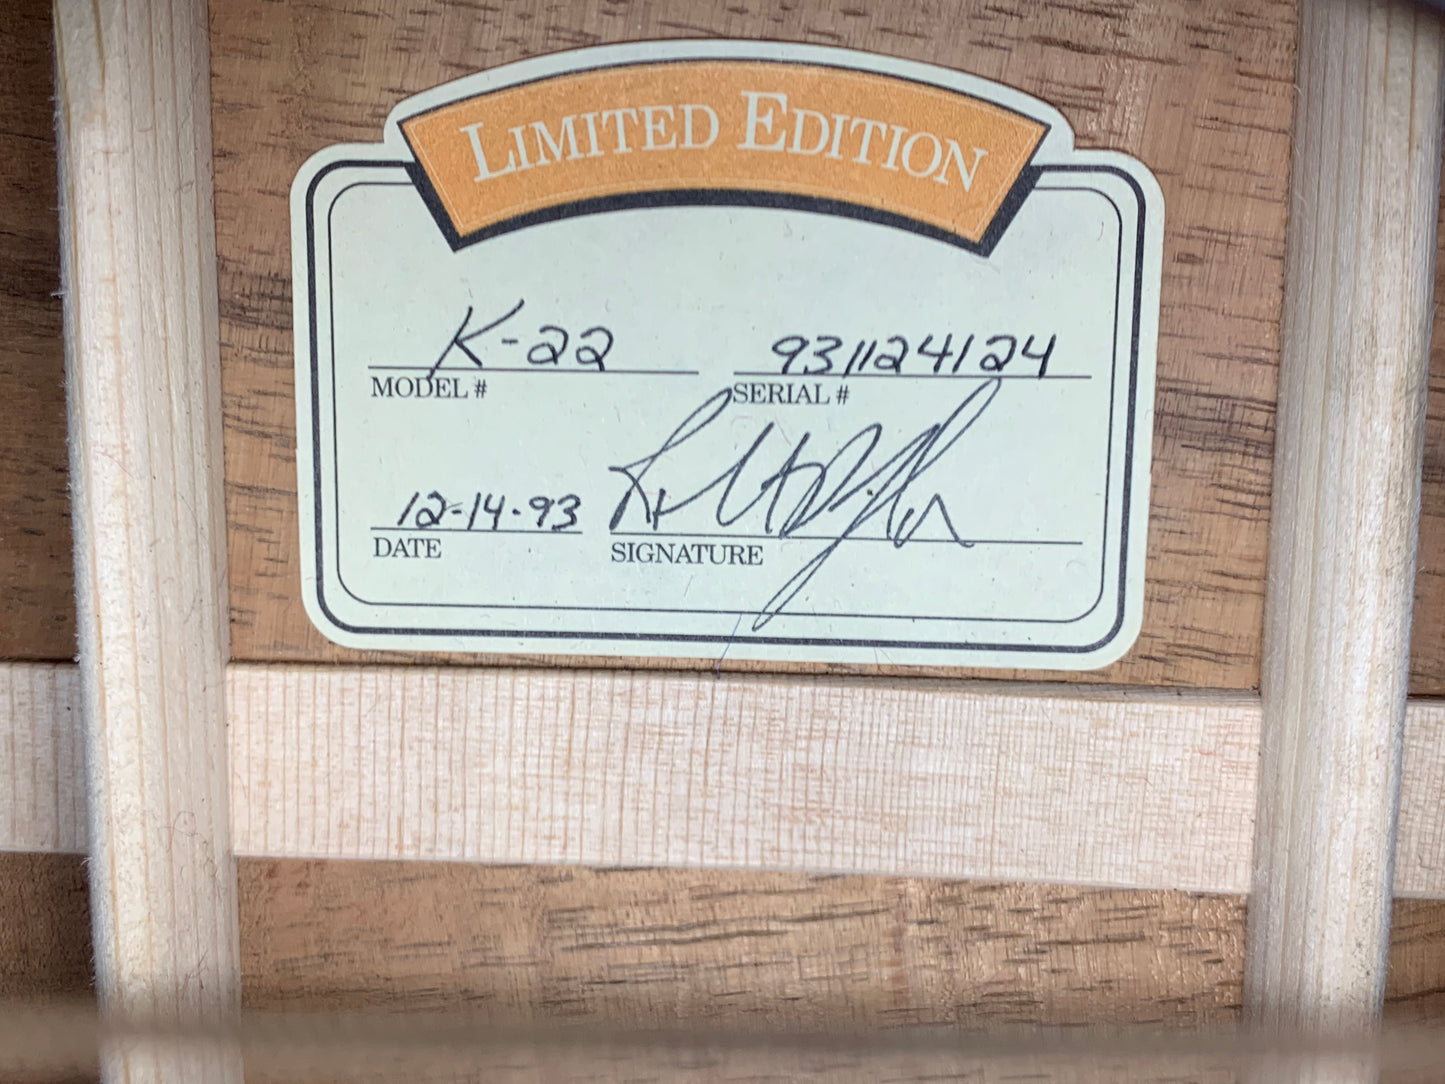 LIMITED EDITION
K-22 931124124
MODEL # SERIAL #
12-14-93
DATE SIGNATURE